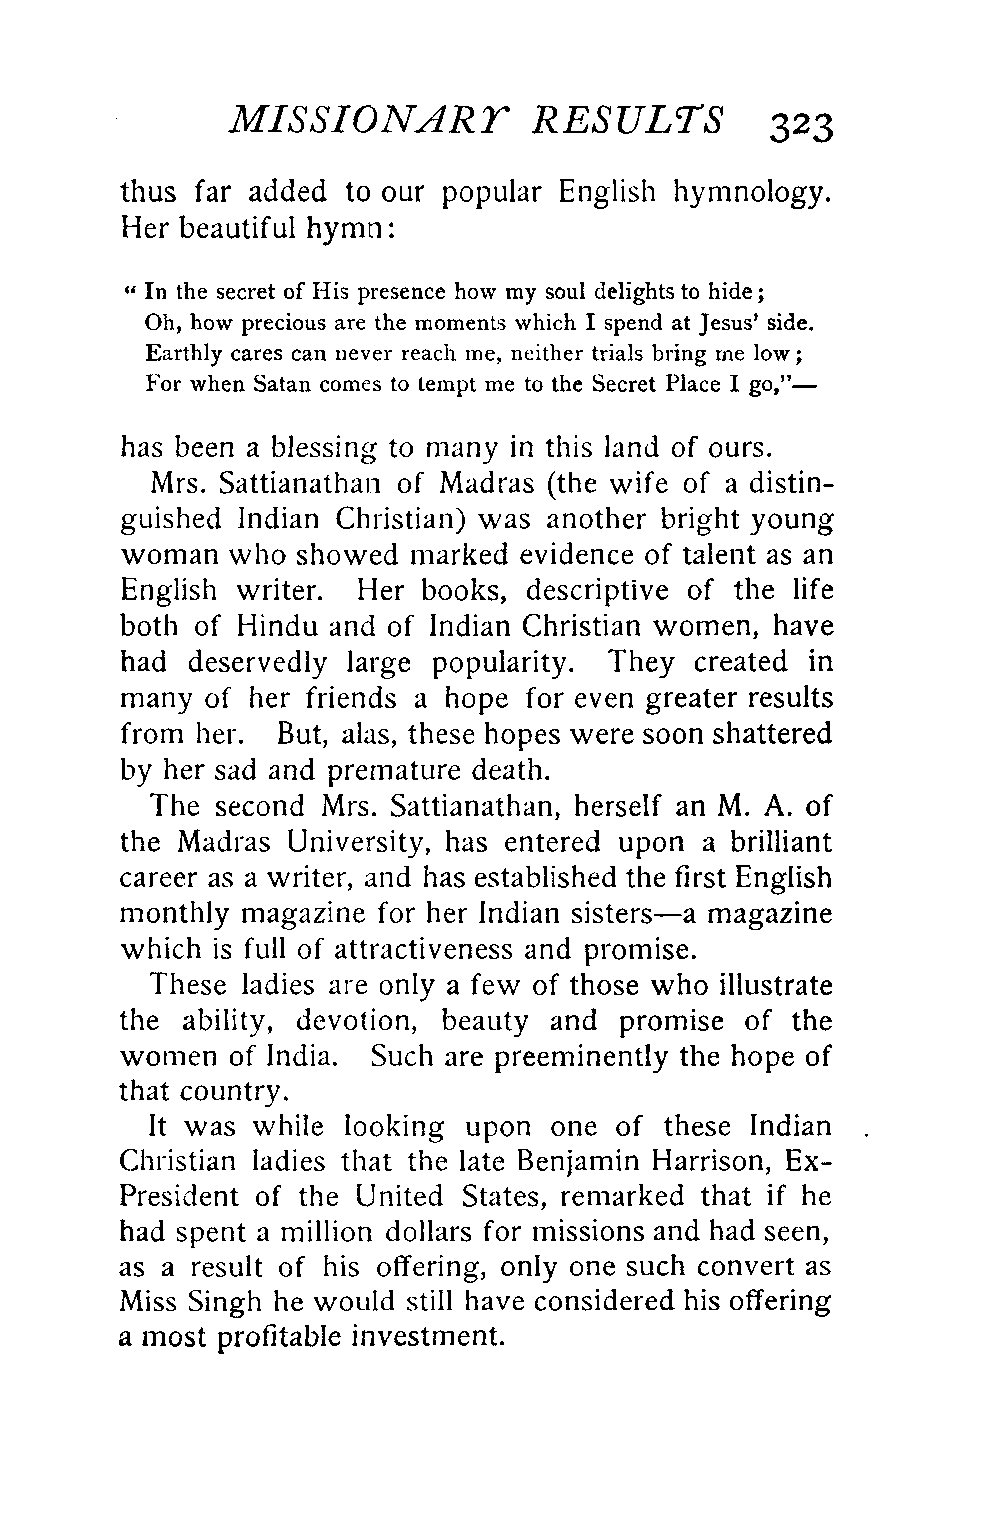 MISSIONARY RESULTS 323
thus far added to our popular English hymnology.
Her beautiful hymn:
“ In the secret of His presence how my soul delights to hide;
Oh, how precious are the moments which I spend at Jesus’ side.
Earthly cares can never reach me, neither trials bring me low;
For when Satan comes to tempt me to the Secret Place I go,”—
has been a blessing to many in this land of ours.
Mrs. Sattianathan of Madras (the wife of a distin-
guished Indian Christian) was another bright young
woman who showed marked evidence of talent as an
English writer. Her books, descriptive of the life
both of Hindu and of Indian Christian women, have
had deservedly large popularity. They created in
many of her friends a hope for even greater results
from her. But, alas, these hopes were soon shattered
by her sad and premature death.
The second Mrs. Sattianathan, herself an M. A. of
the Madras University, has entered upon a brilliant
career as a writer, and has established the first English
monthly magazine for her Indian sisters—a magazine
which is full of attractiveness and promise.
These ladies are only a few of those who illustrate
the ability, devotion, beauty and promise of the
women of India. Such are preeminently the hope of
that country.
It was while looking upon one of these Indian
Christian ladies that the late Benjamin Harrison, Ex-
President of the United States, remarked that if he
had spent a million dollars for missions and had seen,
as a result of his offering, only one such convert as
Miss Singh he would still have considered his offering
a most profitable investment.